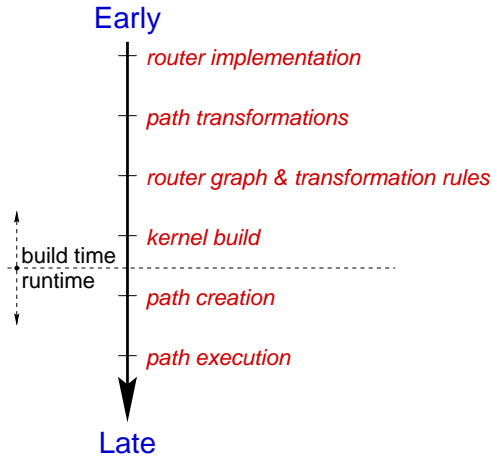 Early
router implementation
path transformations
router graph & transformation rules
kernel build
build time
runtime
path creation
path execution
Late